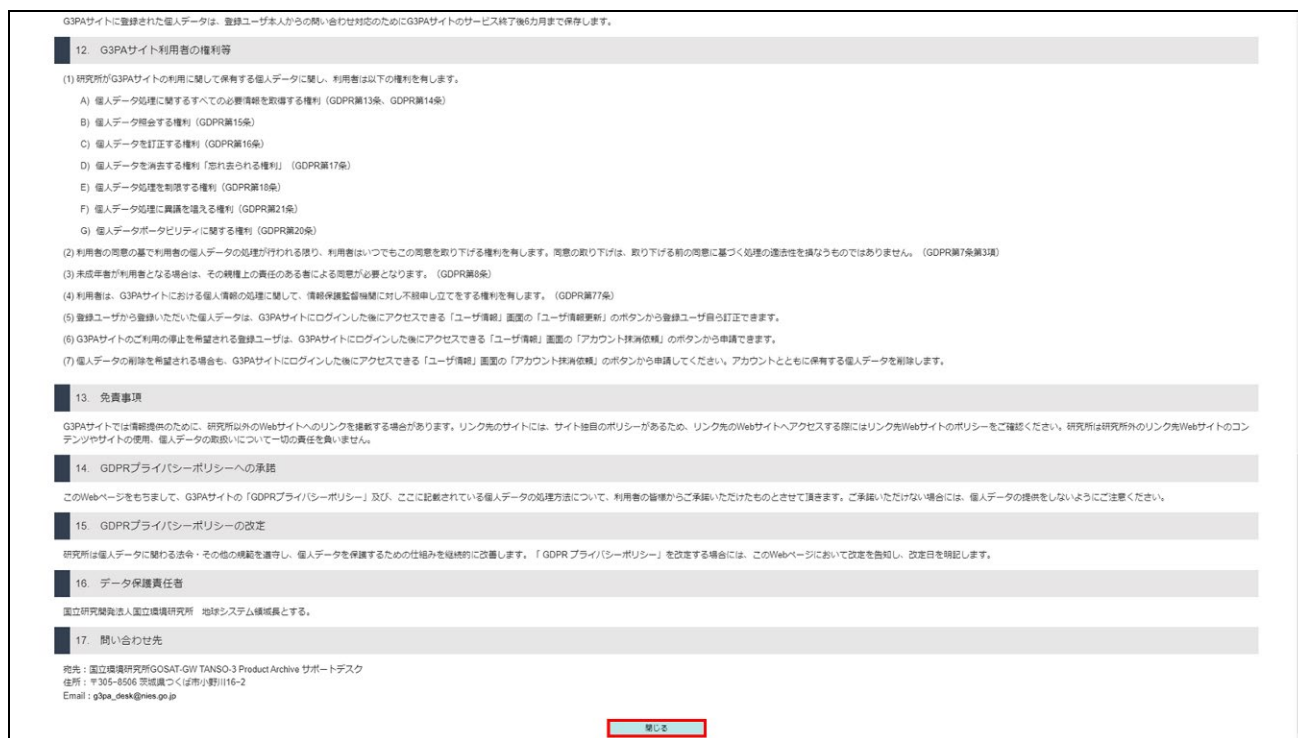 G3PAサイトに登録された個人データは、登録ユーザ本人からの問い合わせ対応のためにG3PAサイトのサービス終了後6カ月まで保存します。
12. G3PAサイト利用者の権利等
(1) 研究所がG3PAサイトの利用に関して保有する個人データに関し、利用者は以下の権利を有します。
A) 個人データ処理に関するすべての必要情報を取得する権利（GDPR第13条、GDPR第14条）
B) 個人データ照会する権利（GDPR第15条）
C) 個人データを訂正する権利（GDPR第16条）
D) 個人データを消去する権利「忘れ去られる権利」（GDPR第17条）
E) 個人データ処理を制限する権利（GDPR第18条）
F) 個人データ処理に異議を唱える権利（GDPR第21条）
G) 個人データポータビリティに関する権利（GDPR第20条）
(2) 利用者の同意の基で利用者の個人データの処理が行われる限り、利用者はいつでもこの同意を取り下げる権利を有します。同意の取り下げは、取り下げる前の同意に基づく処理の適法性を損なうものではありません。（GDPR第7条第3項）
(3) 未成年者が利用者となる場合は、その親権上の責任のある者による同意が必要となります。（GDPR第8条）
(4) 利用者は、G3PAサイトにおける個人情報の処理に関して、情報保護監督機関に対し不服申し立てをする権利を有します。（GDPR第77条）
(5) 登録ユーザから登録いただいた個人データは、G3PAサイトにログインした後にアクセスできる「ユーザ情報」画面の「ユーザ情報更新」のボタンから登録ユーザ自ら訂正できます。
(6) G3PAサイトのご利用の停止を希望される登録ユーザは、G3PAサイトにログインした後にアクセスできる「ユーザ情報」画面の「アカウント抹消依頼」のボタンから申請できます。
(7) 個人データの削除を希望される場合も、G3PAサイトにログインした後にアクセスできる「ユーザ情報」画面の「アカウント抹消依頼」のボタンから申請してください。アカウントとともに保有する個人データを削除します。
13. 免責事項
G3PAサイトでは情報提供のために、研究所以外のWebサイトへのリンクを掲載する場合があります。リンク先のサイトには、サイト独自のポリシーがあるため、リンク先のWebサイトへアクセスする際にはリンク先Webサイトのポリシーをご確認ください。研究所は研究所外のリンク先Webサイトのコン
テンツやサイトの使用、個人データの取扱いについて一切の責任を負いません。
14. GDPRプライバシーポリシーへの承諾
このWebページをもちまして、G3PAサイトの「GDPRプライバシーポリシー」及び、ここに記載されている個人データの処理方法について、利用者の皆様からご承諾いただけたものとさせて頂きます。ご承諾いただけない場合には、個人データの提供をしないようにご注意ください。
15. GDPRプライバシーポリシーの改定
研究所は個人データに関わる法令・その他の規範を遵守し、個人データを保護するための仕組みを継続的に改善します。「 GDPR プライバシーポリシー」を改定する場合には、このWebページにおいて改定を告知し、改定日を明記します。
16. データ保護責任者
国立研究開発法人国立環境研究所　地球システム領域長とする。
17. 問い合わせ先
宛先：国立環境研究所GOSAT-GW TANSO-3 Product Archive サポートデスク
住所：〒305-8506 茨城県つくば市小野川16-2
Email：g3pa_desk@nies.go.jp
閉じる